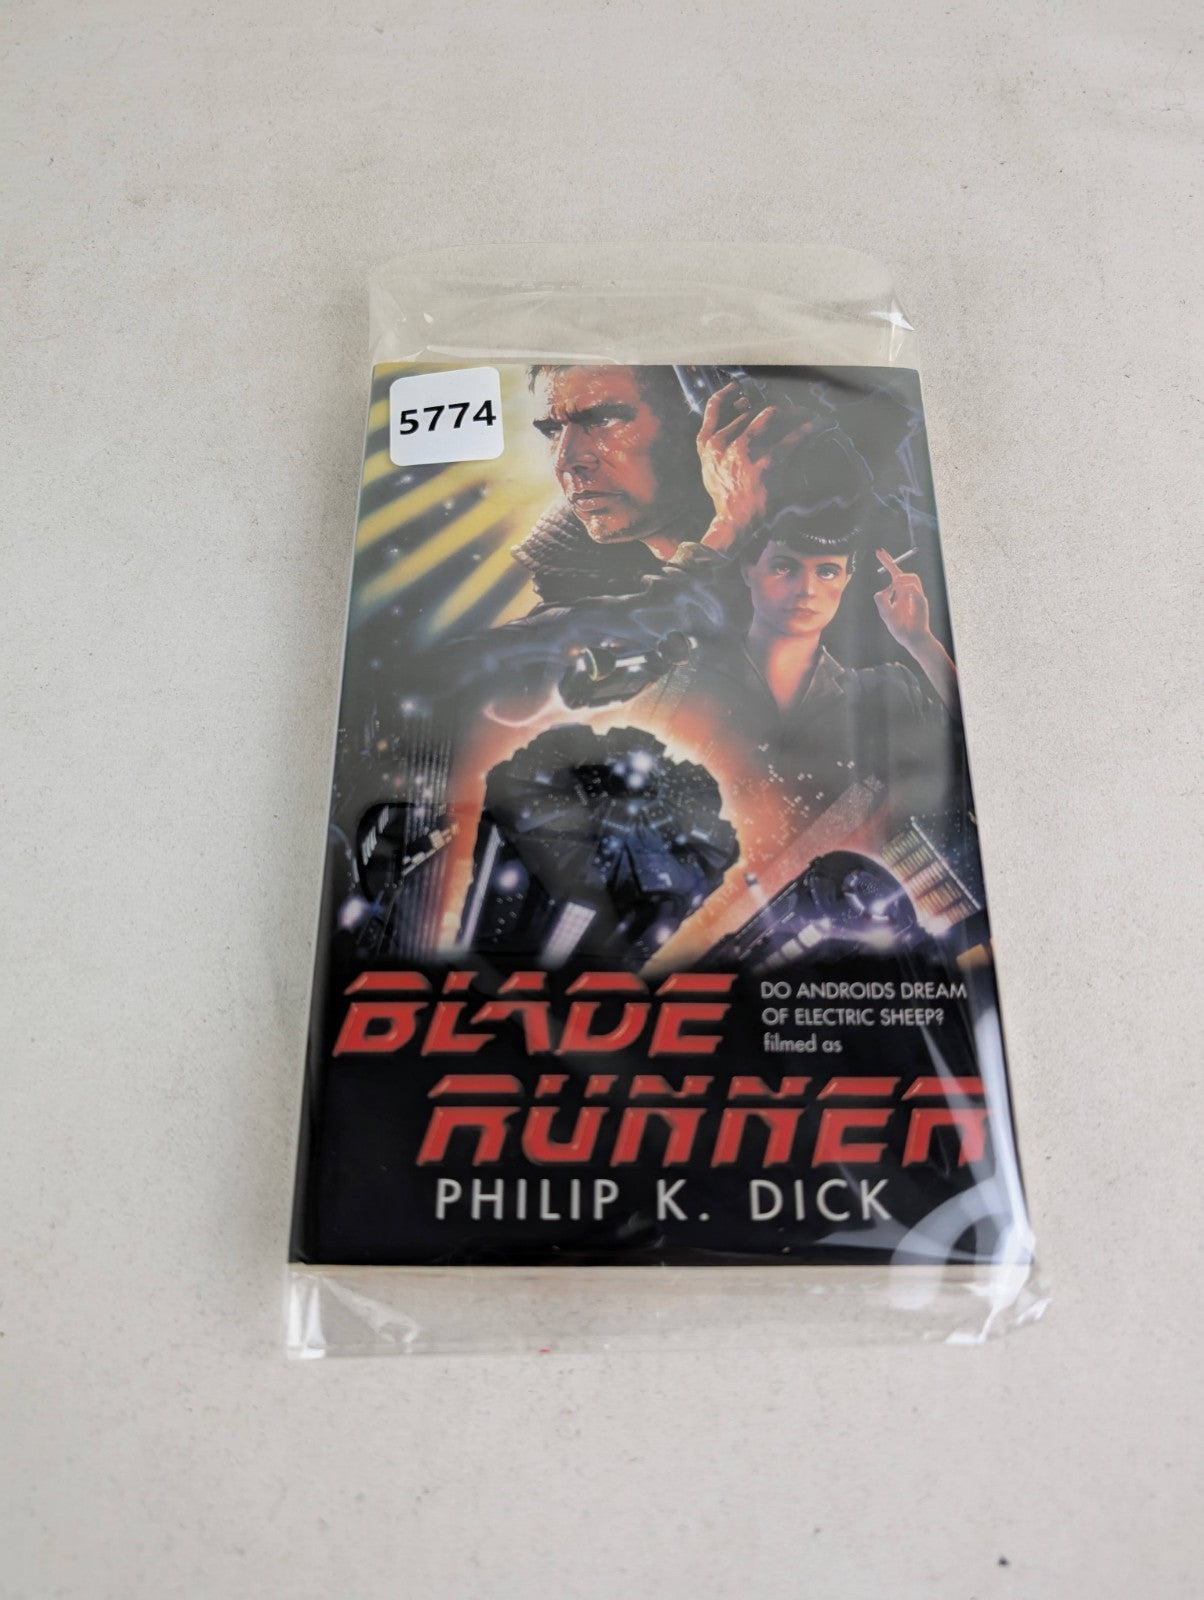 5774
BLADE
DO ANDROIDS DREAM
OF ELECTRIC SHEEP?
filmed as
RUNNER
PHILIP K. DICK